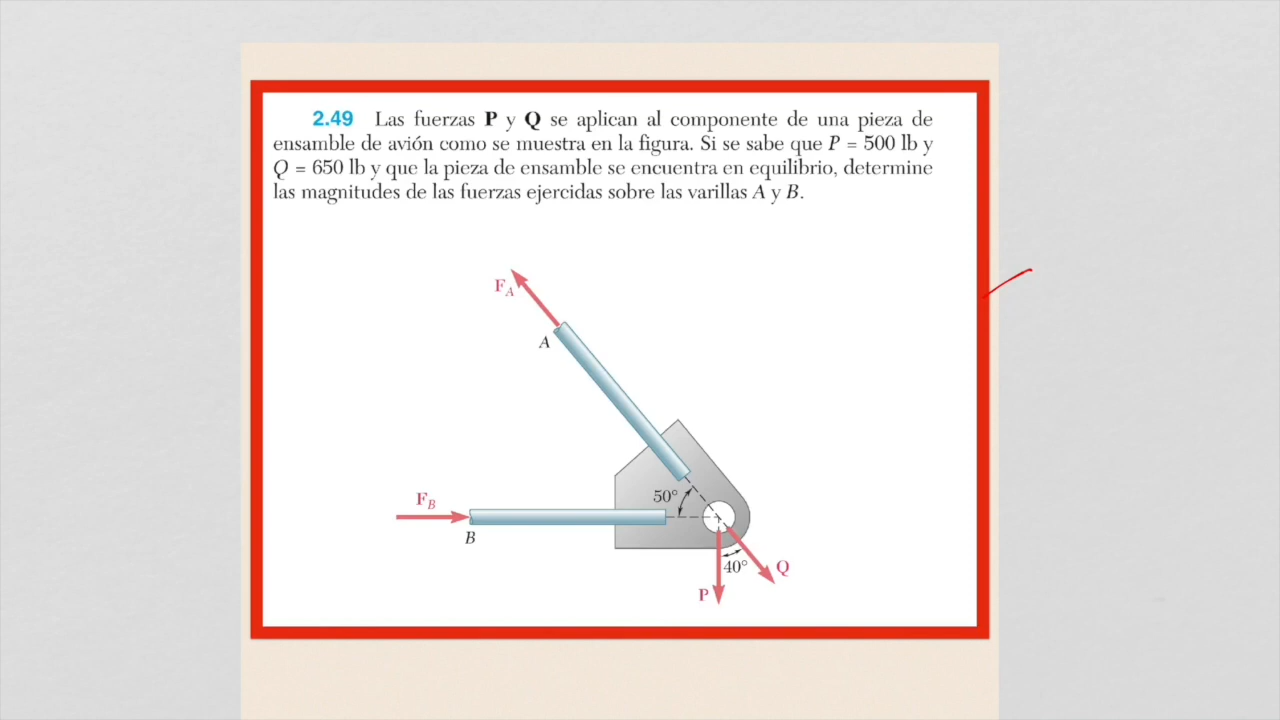 2.49 Las fuerzas P y Q se aplican al componente de una pieza de
ensamble de avión como se muestra en la figura. Si se sabe que P = 500 lb y
Q = 650 lb y que la pieza de ensamble se encuentra en equilibrio, determine
las magnitudes de las fuerzas ejercidas sobre las varillas A y B.
F_A
A
50°
F_B
B
40°
Q
P